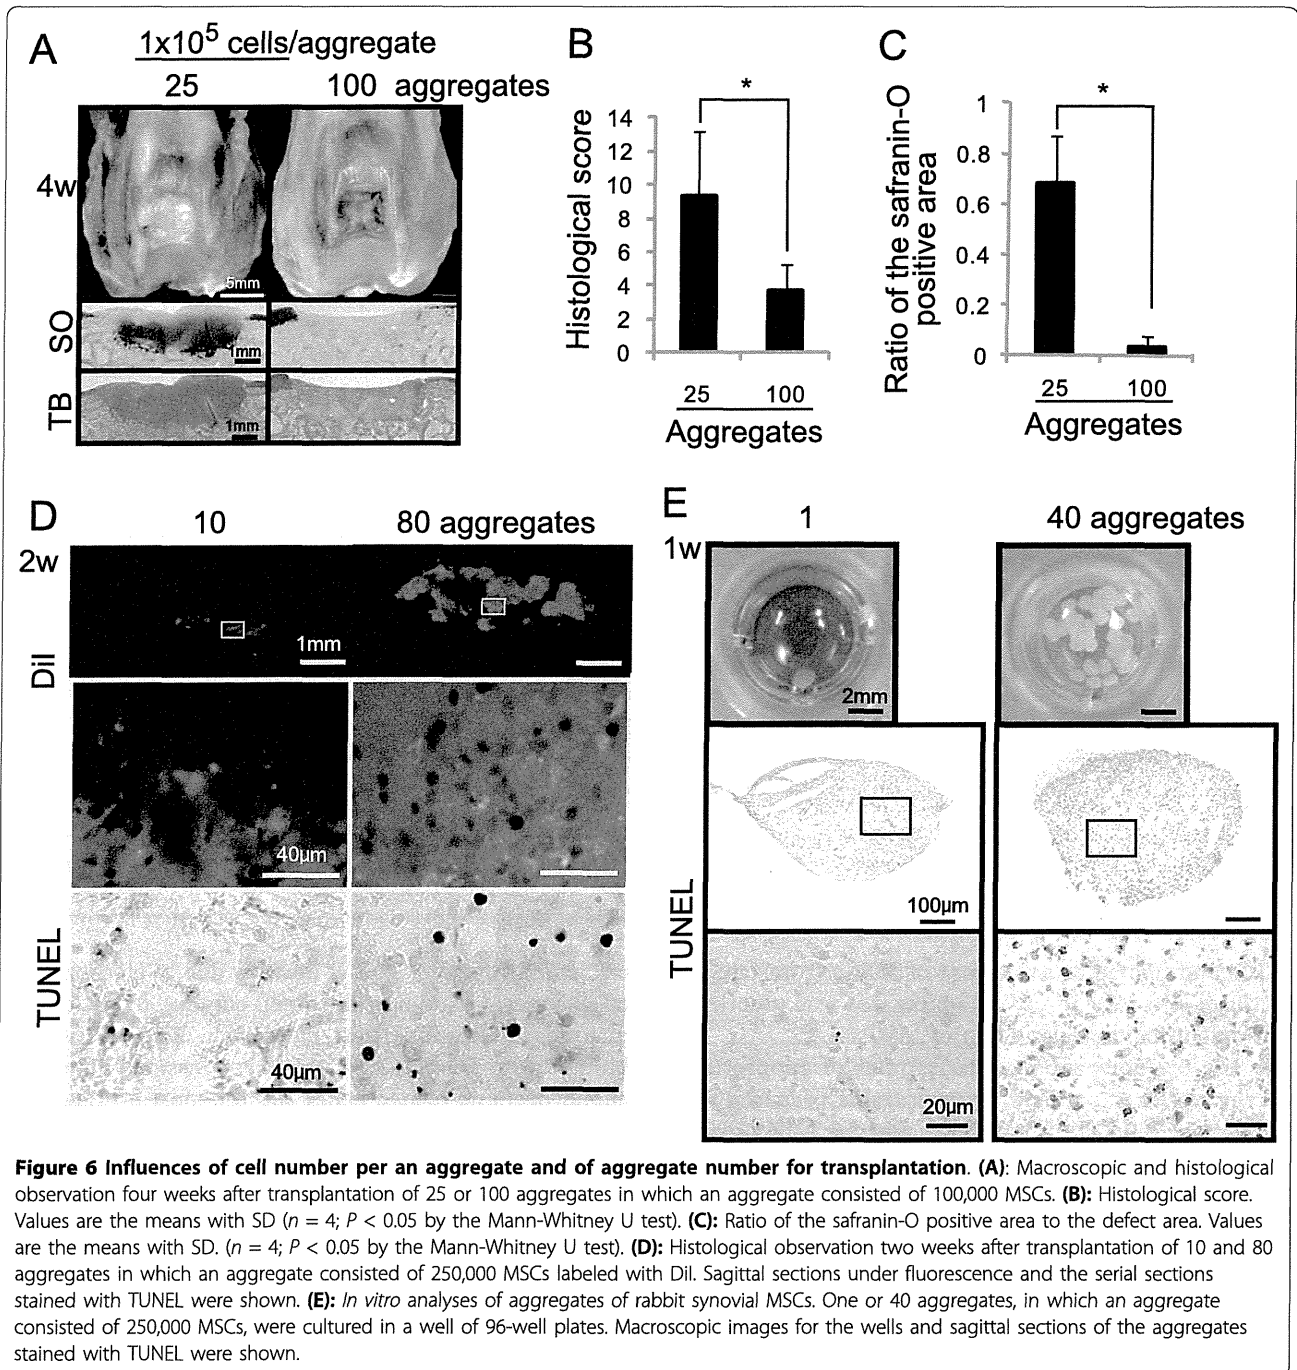 A
1x10⁵ cells/aggregate
25 100 aggregates
4w
5mm
SO
1mm
TB
1mm
B
*
Histological score
14
12
10
8
6
4
2
0
25 100
Aggregates
C
*
Ratio of the safranin-O
positive area
1
0.8
0.6
0.4
0.2
0
25 100
Aggregates
D
10 80 aggregates
2w
1mm
DiI
40µm
TUNEL
40µm
E
1 40 aggregates
1w
2mm
100µm
TUNEL
20µm
Figure 6 Influences of cell number per an aggregate and of aggregate number for transplantation. (A): Macroscopic and histological
observation four weeks after transplantation of 25 or 100 aggregates in which an aggregate consisted of 100,000 MSCs. (B): Histological score.
Values are the means with SD (n = 4; P < 0.05 by the Mann-Whitney U test). (C): Ratio of the safranin-O positive area to the defect area. Values
are the means with SD. (n = 4; P < 0.05 by the Mann-Whitney U test). (D): Histological observation two weeks after transplantation of 10 and 80
aggregates in which an aggregate consisted of 250,000 MSCs labeled with DiI. Sagittal sections under fluorescence and the serial sections
stained with TUNEL were shown. (E): In vitro analyses of aggregates of rabbit synovial MSCs. One or 40 aggregates, in which an aggregate
consisted of 250,000 MSCs, were cultured in a well of 96-well plates. Macroscopic images for the wells and sagittal sections of the aggregates
stained with TUNEL were shown.